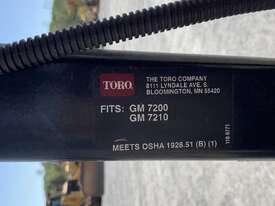 TORO
THE TORO COMPANY
8111 LYNDALE AVE. S.
BLOOMINGTON, MN 55420
FITS: GM 7200
GM 7210
MEETS OSHA 1928.51 (B) (1)